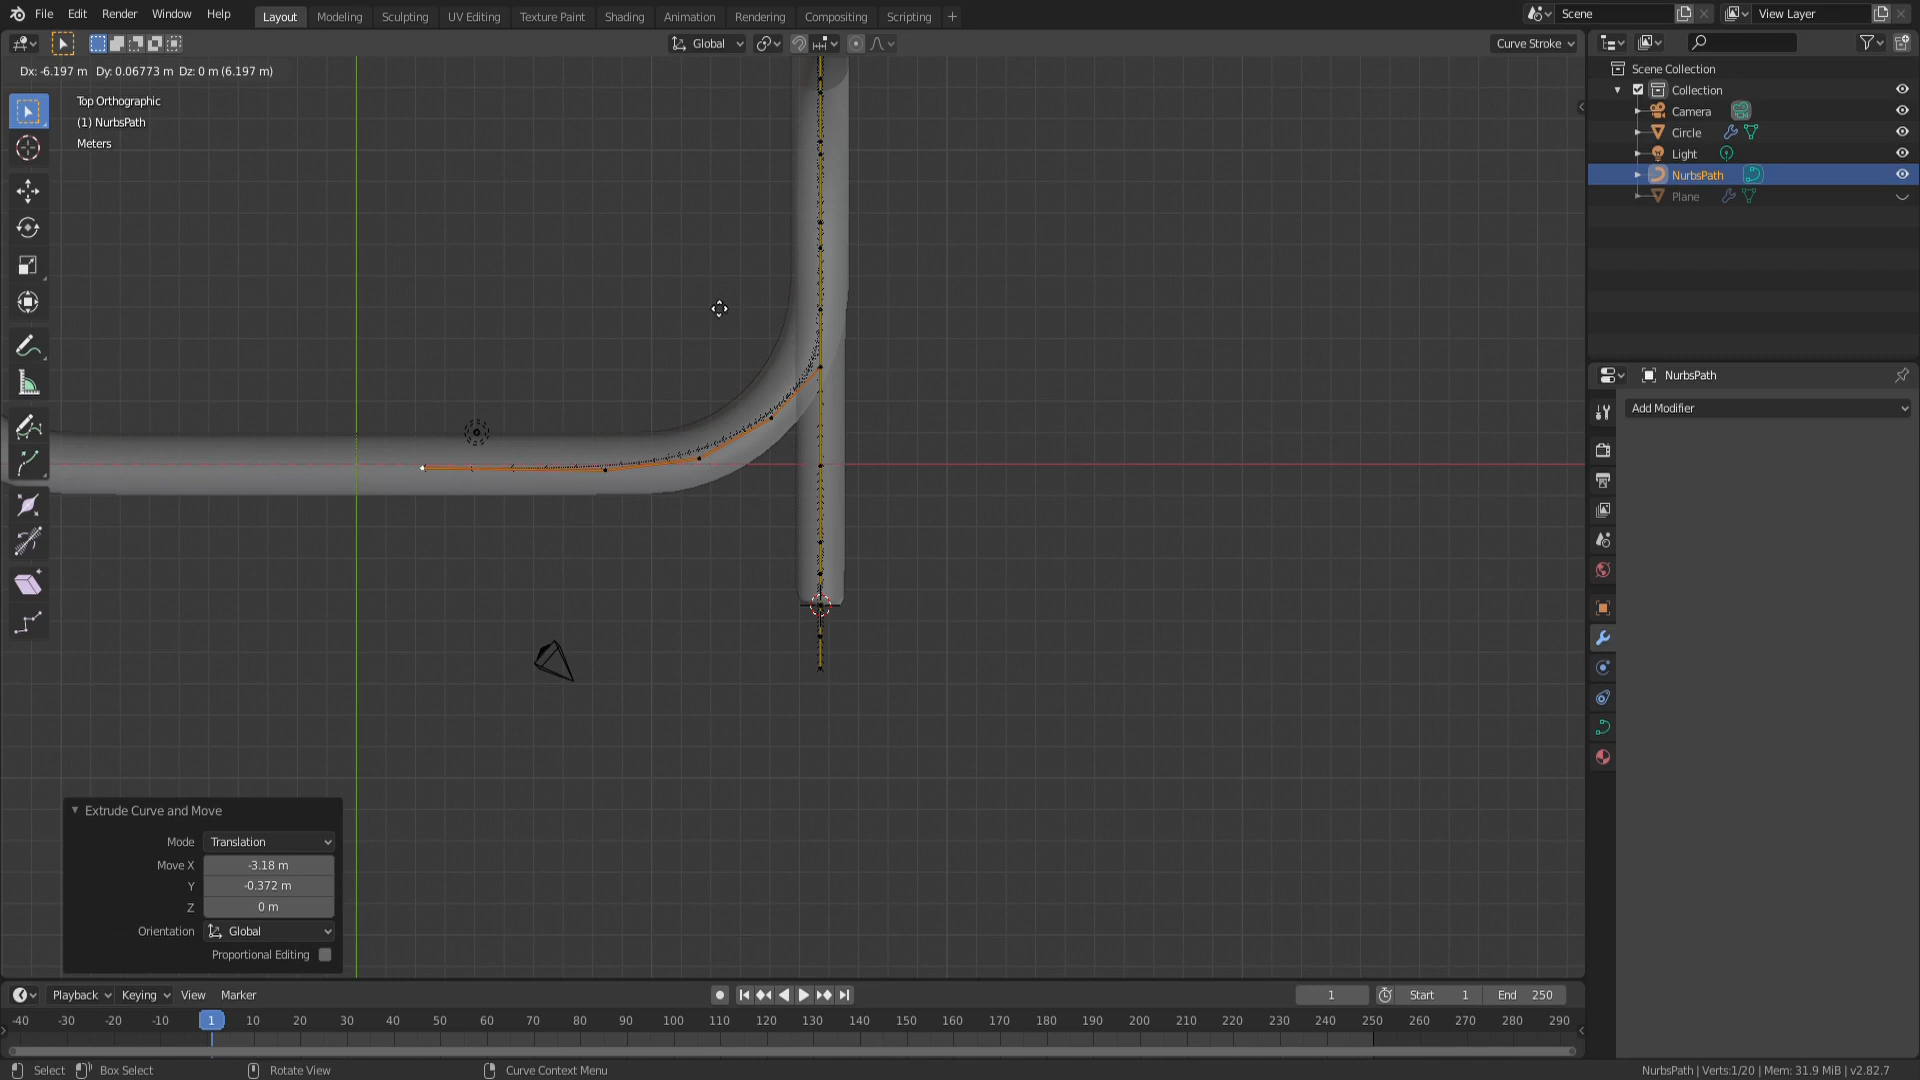 File Edit Render Window Help Layout Modeling Sculpting UV Editing Texture Paint Shading Animation Rendering Compositing Scripting + Scene View Layer
Global Curve Stroke
Dx: -6.197 m Dy: 0.06773 m Dz: 0 m (6.197 m)
Top Orthographic
(1) NurbsPath
Meters
Scene Collection
Collection
Camera
Circle
Light
NurbsPath
Plane
NurbsPath
Add Modifier
Extrude Curve and Move
Mode Translation
Move X -3.18 m
Y -0.372 m
Z 0 m
Orientation Global
Proportional Editing
Playback Keying View Marker 1 Start 1 End 250
-40 -30 -20 -10 1 10 20 30 40 50 60 70 80 90 100 110 120 130 140 150 160 170 180 190 200 210 220 230 240 250 260 270 280 290
Select Box Select Rotate View Curve Context Menu NurbsPath | Verts:1/20 | Mem: 31.9 MiB | v2.82.7